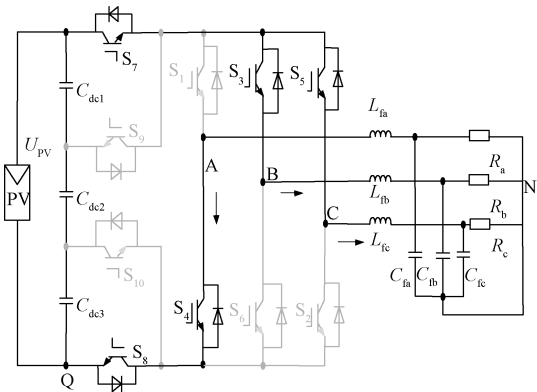 S7
S1
S3
S5
Cdc1
Lfa
UPV
S9
A
Ra
N
PV
B
Lfb
Cdc2
C
Rb
Lfc
Rc
S10
Cfa
Cfb
Cfc
Cdc3
S4
S6
S2
S8
Q